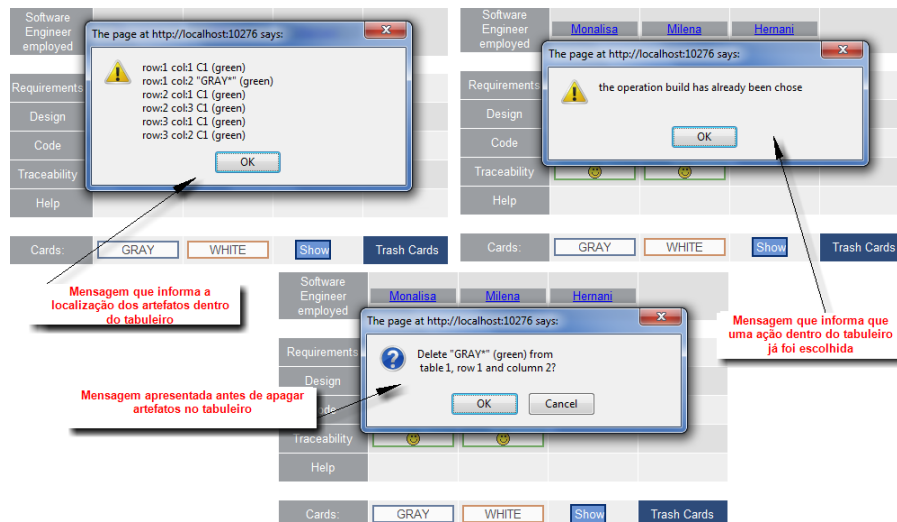 Software
Engineer
employed
The page at http://localhost:10276 says:
row:1 col:1 C1 (green)
row:1 col:2 "GRAY*" (green)
row:2 col:1 C1 (green)
row:2 col:3 C1 (green)
row:3 col:1 C1 (green)
row:3 col:2 C1 (green)
OK
Requirements
Design
Code
Traceability
Help
Cards:
GRAY
WHITE
Show
Trash Cards
Mensagem que informa a
localização dos artefatos dentro
do tabuleiro
Software
Engineer
employed
Monalisa
Milena
Hernani
The page at http://localhost:10276 says:
the operation build has already been chose
OK
Requirements
Design
Code
Traceability
Help
Cards:
GRAY
WHITE
Show
Trash Cards
Mensagem que informa que
uma ação dentro do tabuleiro
já foi escolhida
Software
Engineer
employed
Monalisa
Milena
Hernani
The page at http://localhost:10276 says:
Delete "GRAY*" (green) from
table 1, row 1 and column 2?
OK
Cancel
Requirements
Design
Traceability
Help
Cards:
GRAY
WHITE
Show
Trash Cards
Mensagem apresentada antes de apagar
artefatos no tabuleiro